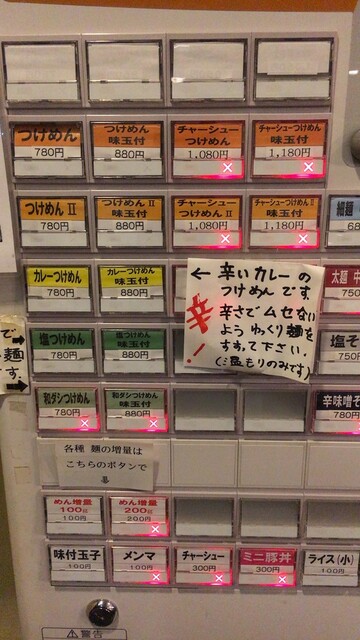 つけめん
780円
つけめん
味玉付
880円
チャーシュー
つけめん
1,080円
チャーシューつけめん
味玉付
1,180円
つけめんⅡ
780円
つけめんⅡ
味玉付
880円
チャーシュー
つけめんⅡ
1,080円
チャーシューつけめんⅡ
味玉付
1,180円
細麺
カレーつけめん
780円
カレーつけめん
味玉付
880円
← 辛いカレーの
つけめんです。
辛!
辛さでムセない
よう ゆっくり麺を
すすって下さい。
太麺 中
750
塩つけめん
780円
塩つけめん
味玉付
880円
塩そ
750
で
麺
す。
和ダシつけめん
780円
和ダシつけめん
味玉付
880円
辛味噌そ
各種 麺の増量は
こちらのボタンで
⇓
めん増量
100g
100円
めん増量
200g
200円
味付玉子
100円
メンマ
100円
チャーシュー
300円
ミニ豚丼
300円
ライス(小)
100円
⚠警告